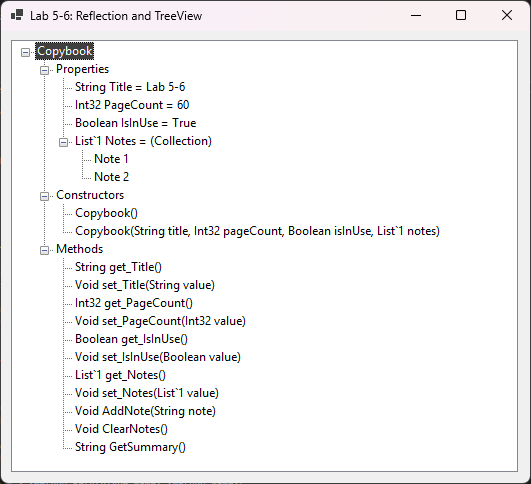 Lab 5-6: Reflection and TreeView
Copybook
Properties
String Title = Lab 5-6
Int32 PageCount = 60
Boolean IsInUse = True
List`1 Notes = (Collection)
Note 1
Note 2
Constructors
Copybook()
Copybook(String title, Int32 pageCount, Boolean isInUse, List`1 notes)
Methods
String get_Title()
Void set_Title(String value)
Int32 get_PageCount()
Void set_PageCount(Int32 value)
Boolean get_IsInUse()
Void set_IsInUse(Boolean value)
List`1 get_Notes()
Void set_Notes(List`1 value)
Void AddNote(String note)
Void ClearNotes()
String GetSummary()